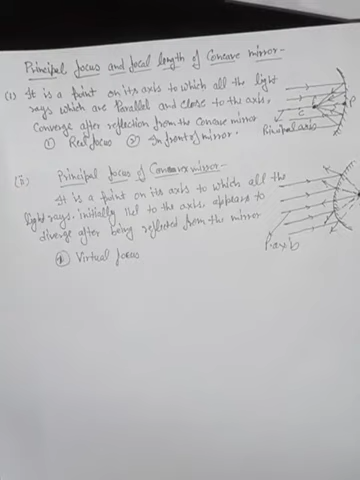 Principal focus and focal length of Concave mirror -
(i) It is a point on its axis to which all the light
rays which are Parallel and close to the axis,
Converge after reflection from the Concave mirror
① Real focus ② In front of mirror.
C
P
Principal axis
(ii) Principal focus of Convex mirror -
It is a point on its axis to which all the
light rays, initially llel to the axis, appears to
diverge after being reflected from the mirror
① Virtual focus
P. axis